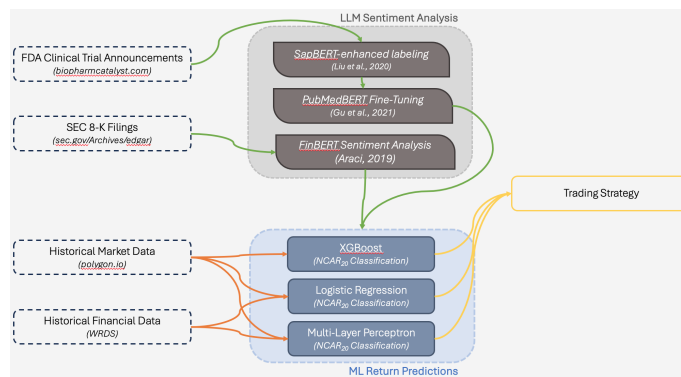 LLM Sentiment Analysis
FDA Clinical Trial Announcements
(biopharmcatalyst.com)
SapBERT-enhanced labeling
(Liu et al., 2020)
PubMedBERT Fine-Tuning
(Gu et al., 2021)
SEC 8-K Filings
(sec.gov/Archives/edgar)
FinBERT Sentiment Analysis
(Araci, 2019)
Trading Strategy
Historical Market Data
(polygon.io)
XGBoost
(NCAR20 Classification)
Logistic Regression
(NCAR20 Classification)
Historical Financial Data
(WRDS)
Multi-Layer Perceptron
(NCAR20 Classification)
ML Return Predictions